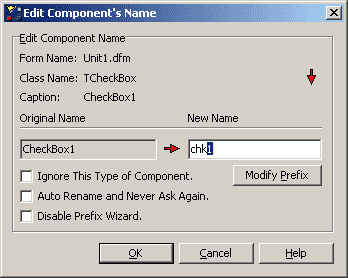 Edit Component's Name
Edit Component Name
Form Name: Unit1.dfm
Class Name: TCheckBox
Caption: CheckBox1
Original Name New Name
CheckBox1 chk1
Ignore This Type of Component. Modify Prefix
Auto Rename and Never Ask Again.
Disable Prefix Wizard.
OK Cancel Help